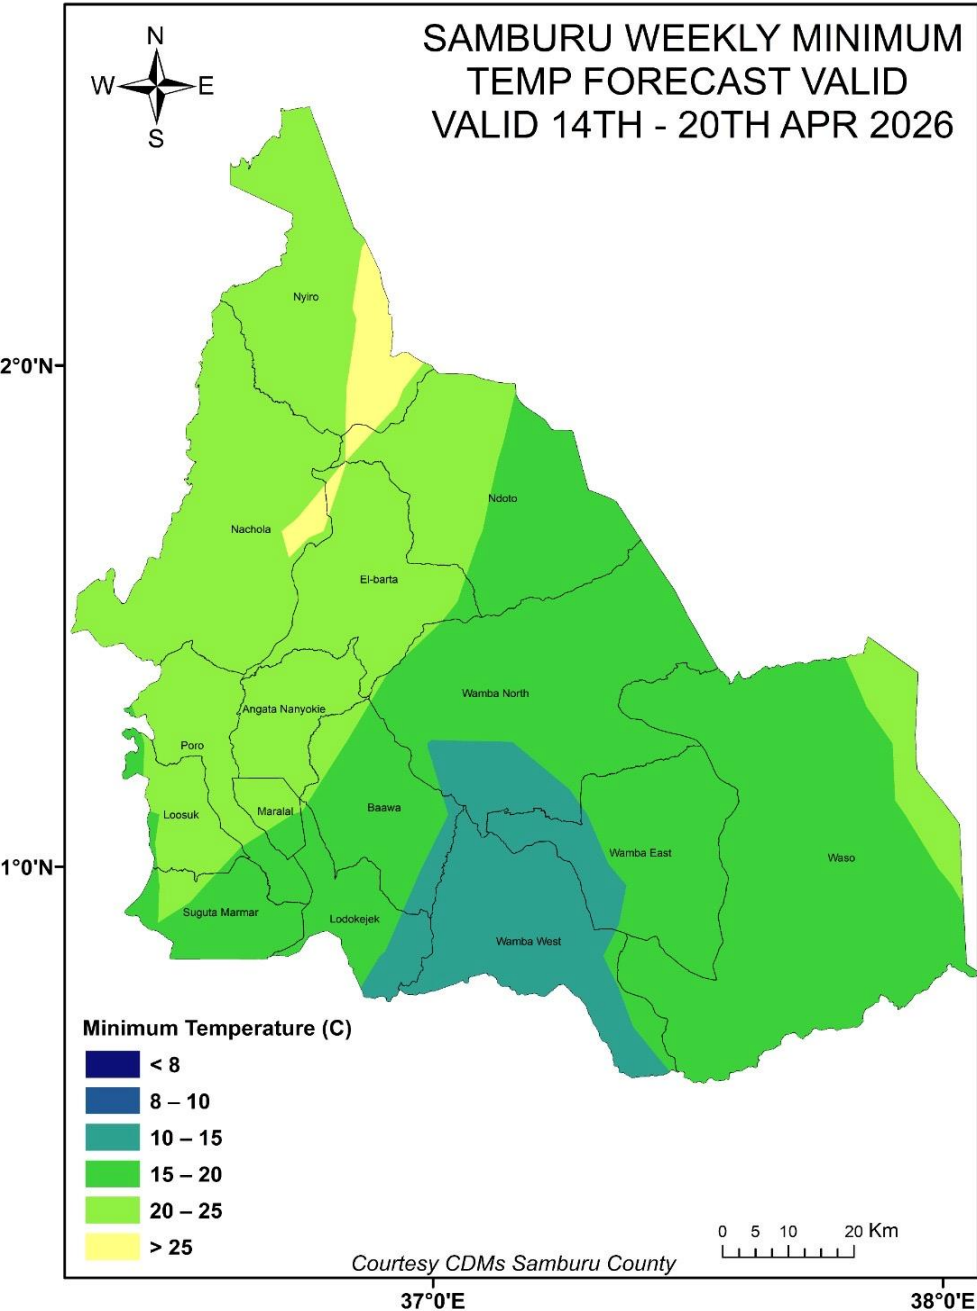 SAMBURU WEEKLY MINIMUM
TEMP FORECAST VALID
VALID 14TH - 20TH APR 2026
N
W E
S
Nyiro
2°0'N
Ndoto
Nachola
El-barta
Wamba North
Angata Nanyokie
Poro
Baawa
Maralal
Loosuk
Wamba East
Waso
1°0'N
Suguta Marmar
Lodokejek
Wamba West
Minimum Temperature (C)
< 8
8 – 10
10 – 15
15 – 20
20 – 25
> 25
0 5 10 20 Km
Courtesy CDMs Samburu County
37°0'E 38°0'E